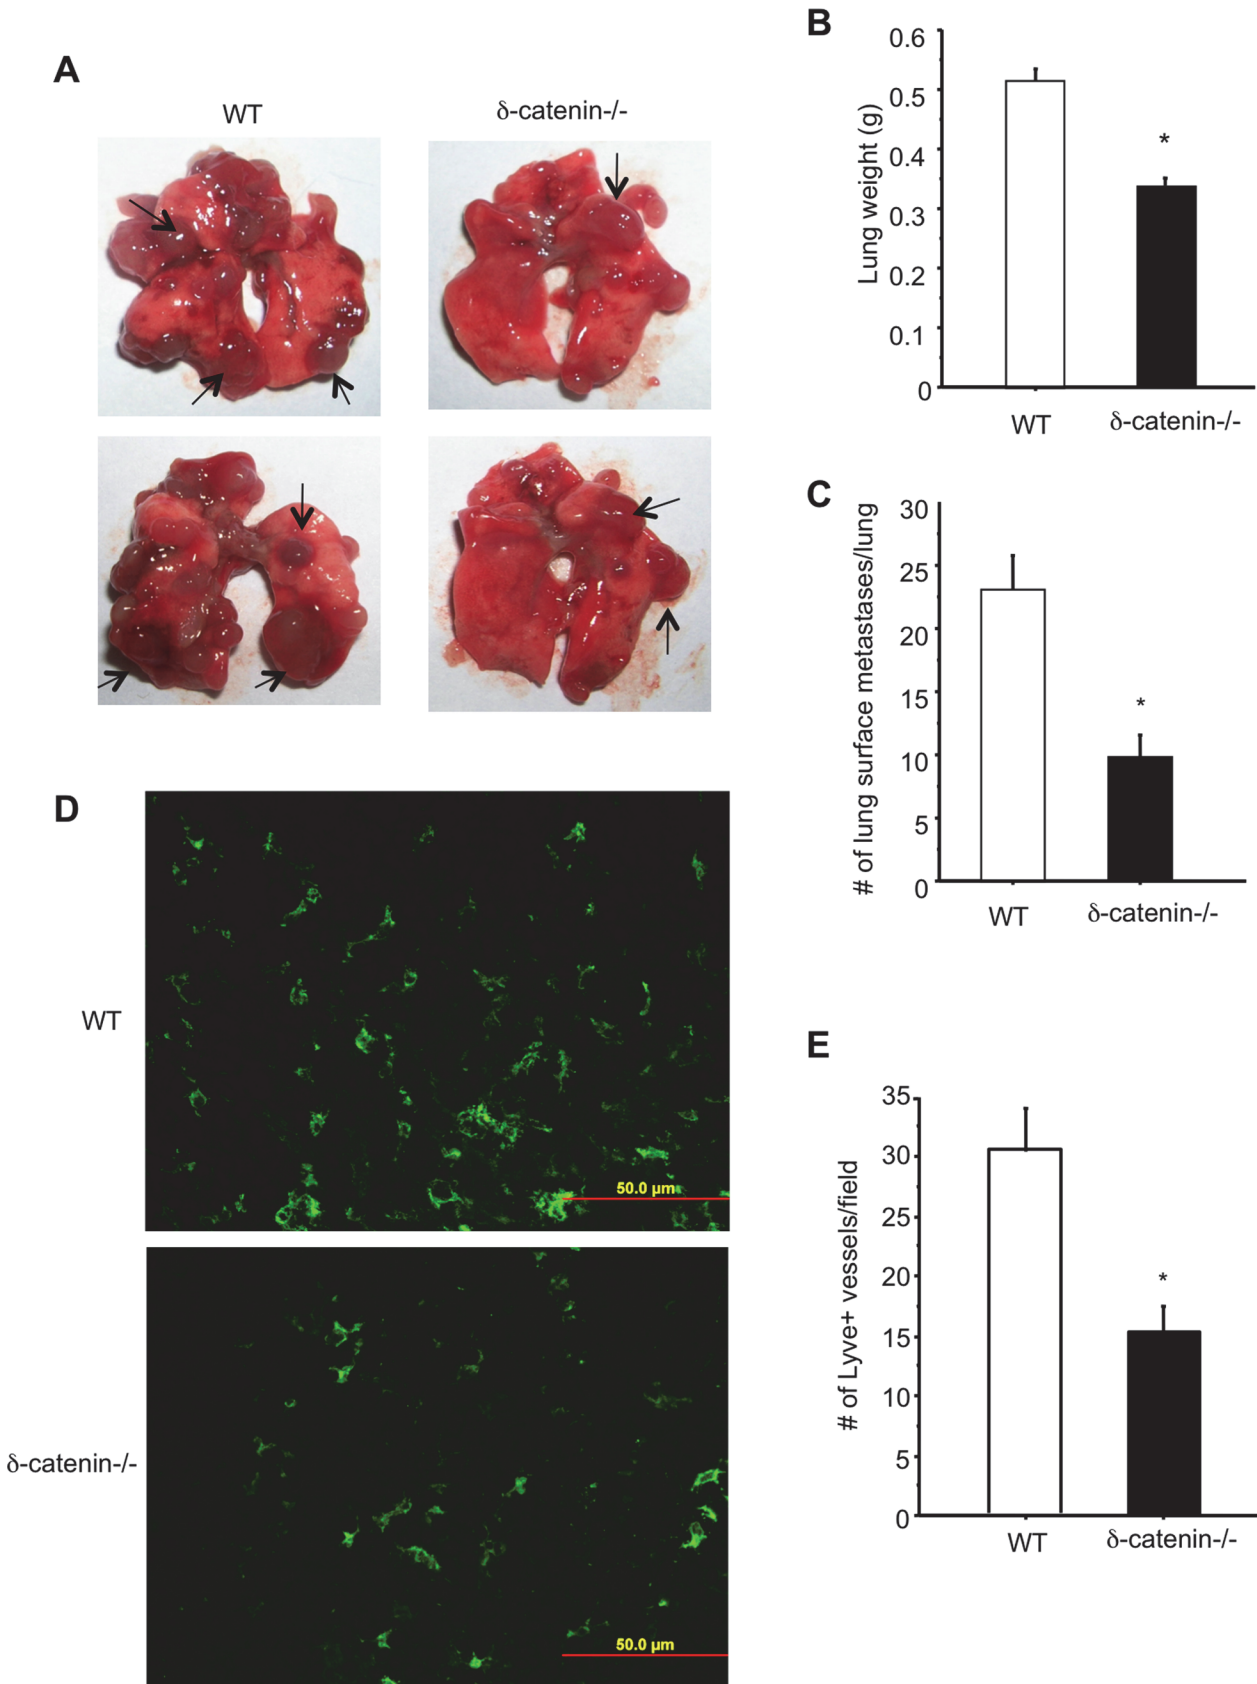 A
WT
δ-catenin-/-
B
0.6
0.5
0.4
0.3
0.2
0.1
0
Lung weight (g)
*
WT
δ-catenin-/-
C
30
25
20
15
10
5
0
# of lung surface metastases/lung
*
WT
δ-catenin-/-
D
WT
50.0 µm
δ-catenin-/-
50.0 µm
E
35
30
25
20
15
10
5
0
# of Lyve+ vessels/field
*
WT
δ-catenin-/-